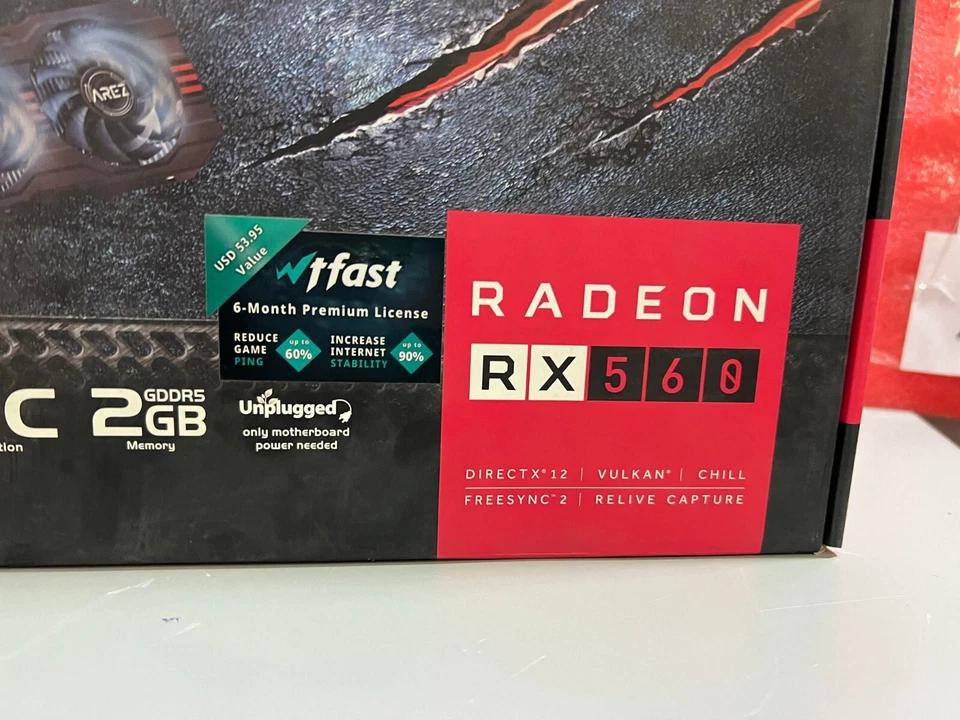 AREZ
USD 53.95
Value
wtfast
6-Month Premium License
REDUCE
GAME
PING
up to
60%
INCREASE
INTERNET
STABILITY
up to
90%
RADEON
RX 560
C
tion
2GB
GDDR5
Memory
Unplugged
only motherboard
power needed
DIRECTX® 12 | VULKAN® | CHILL
FREESYNC™ 2 | RELIVE CAPTURE